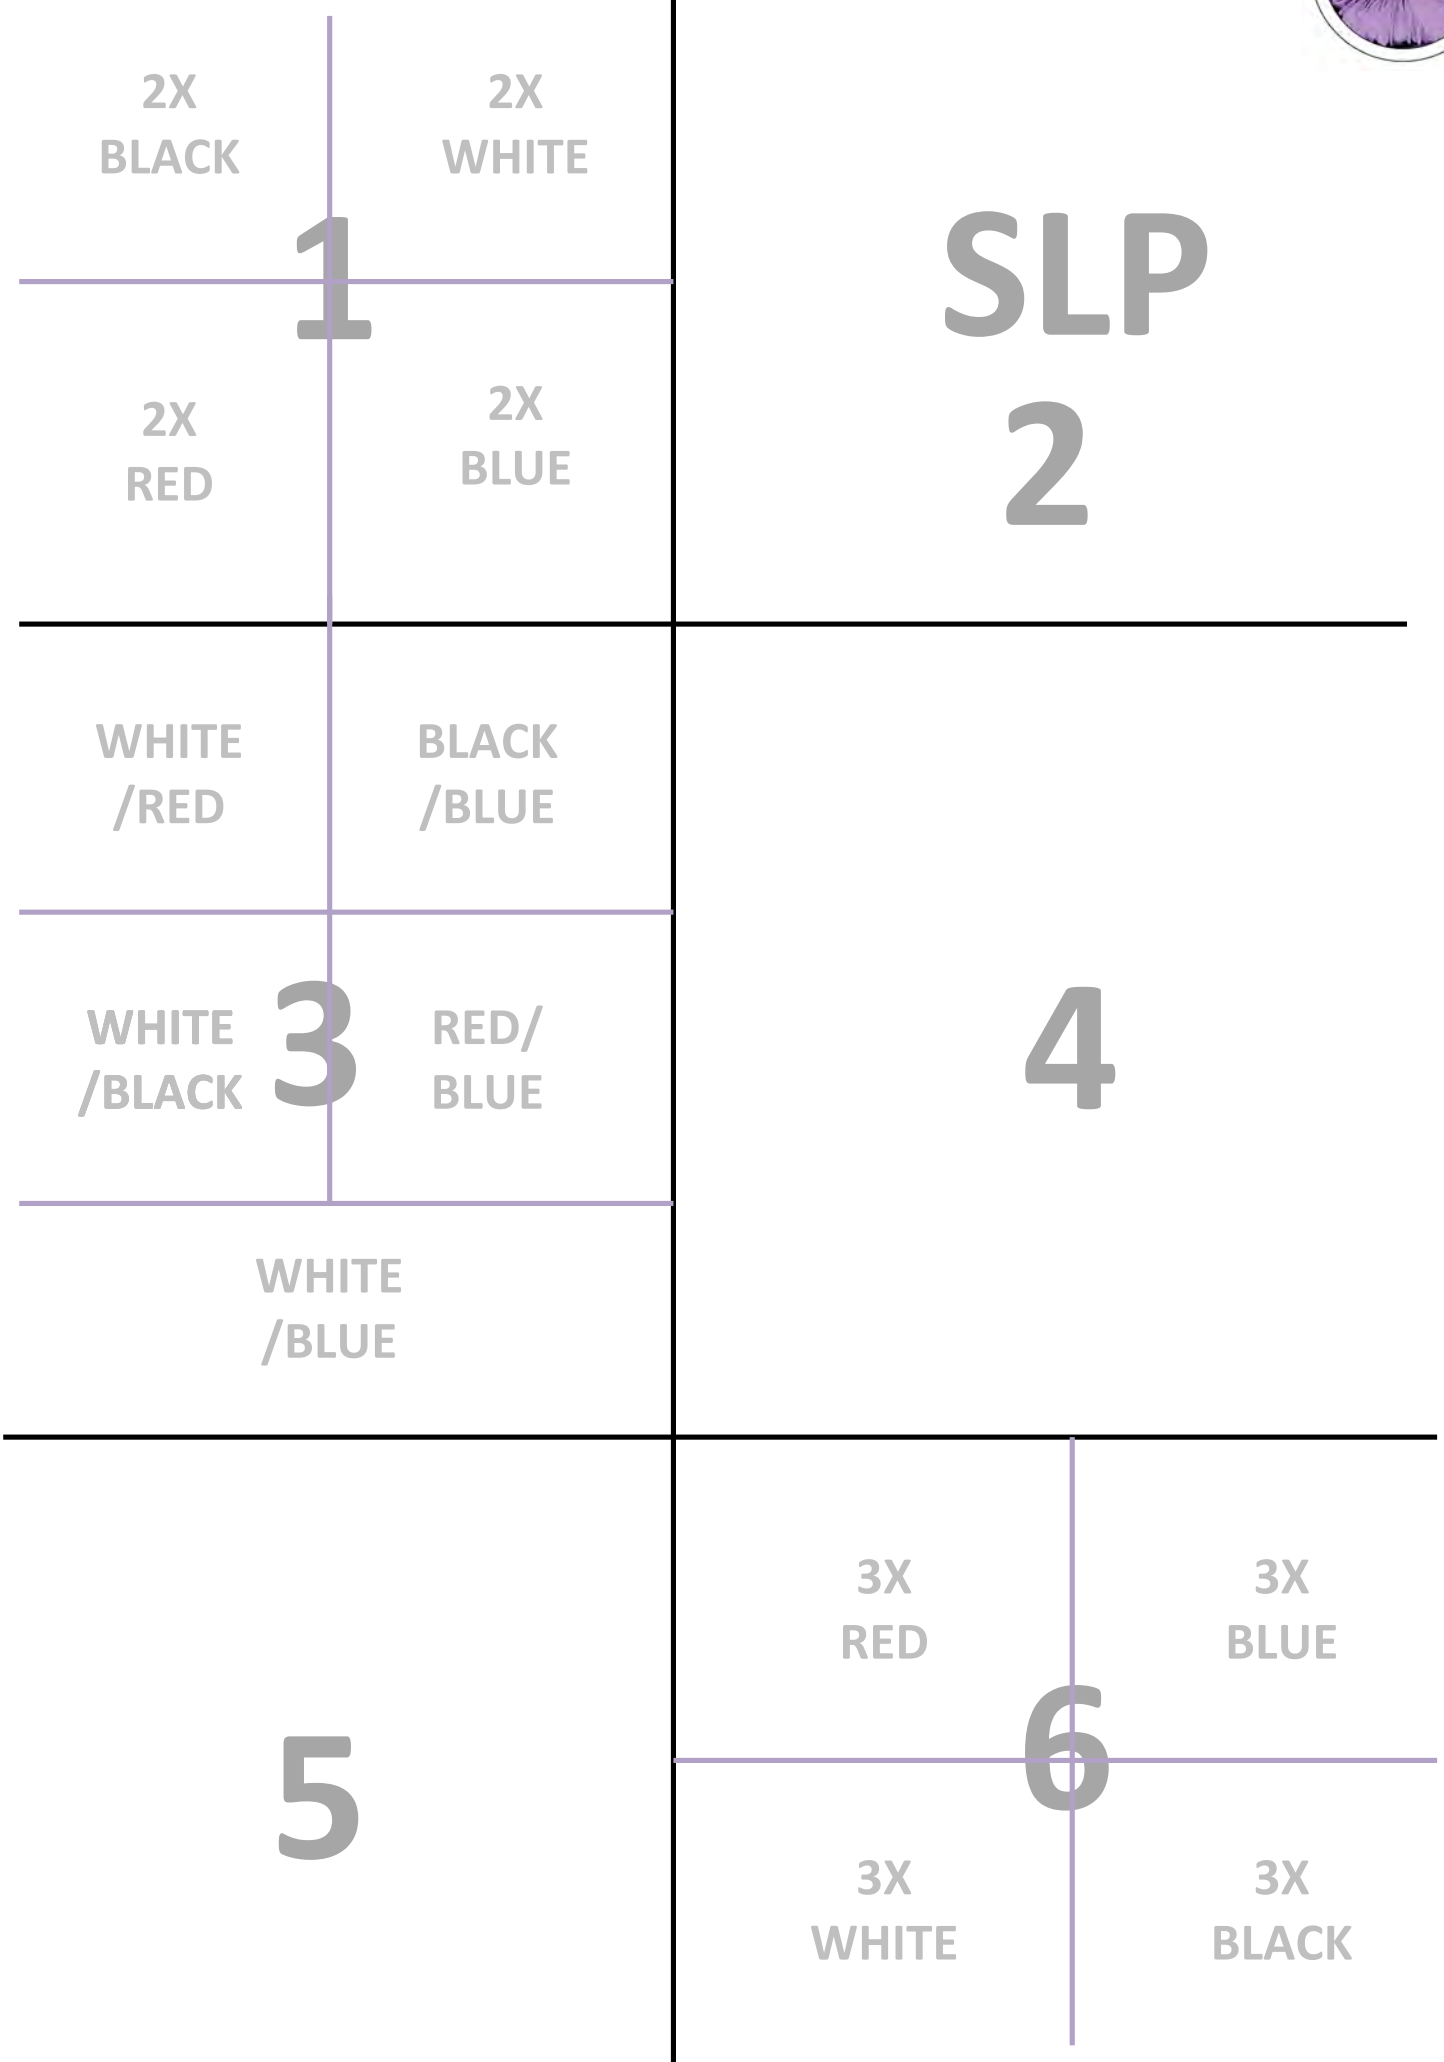 2X
BLACK
2X
WHITE
1
2X
RED
2X
BLUE
SLP
2
WHITE
/RED
BLACK
/BLUE
WHITE
/BLACK
3
RED/
BLUE
WHITE
/BLUE
4
5
3X
RED
3X
BLUE
6
3X
WHITE
3X
BLACK